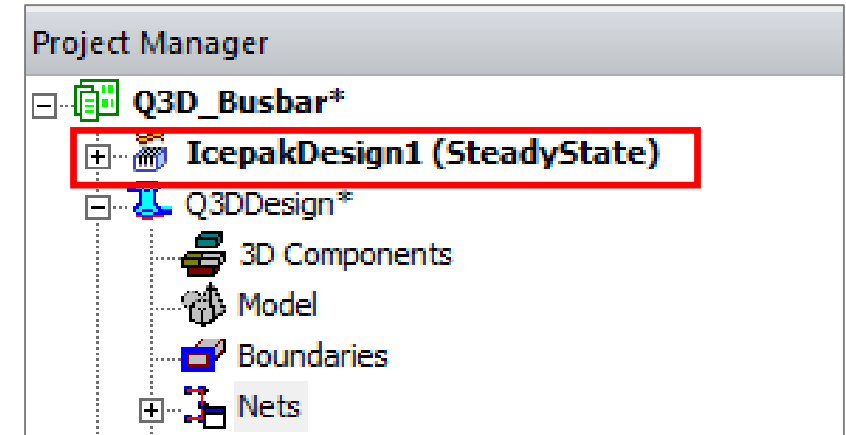 Project Manager
Q3D_Busbar*
IcepakDesign1 (SteadyState)
Q3DDesign*
3D Components
Model
Boundaries
Nets